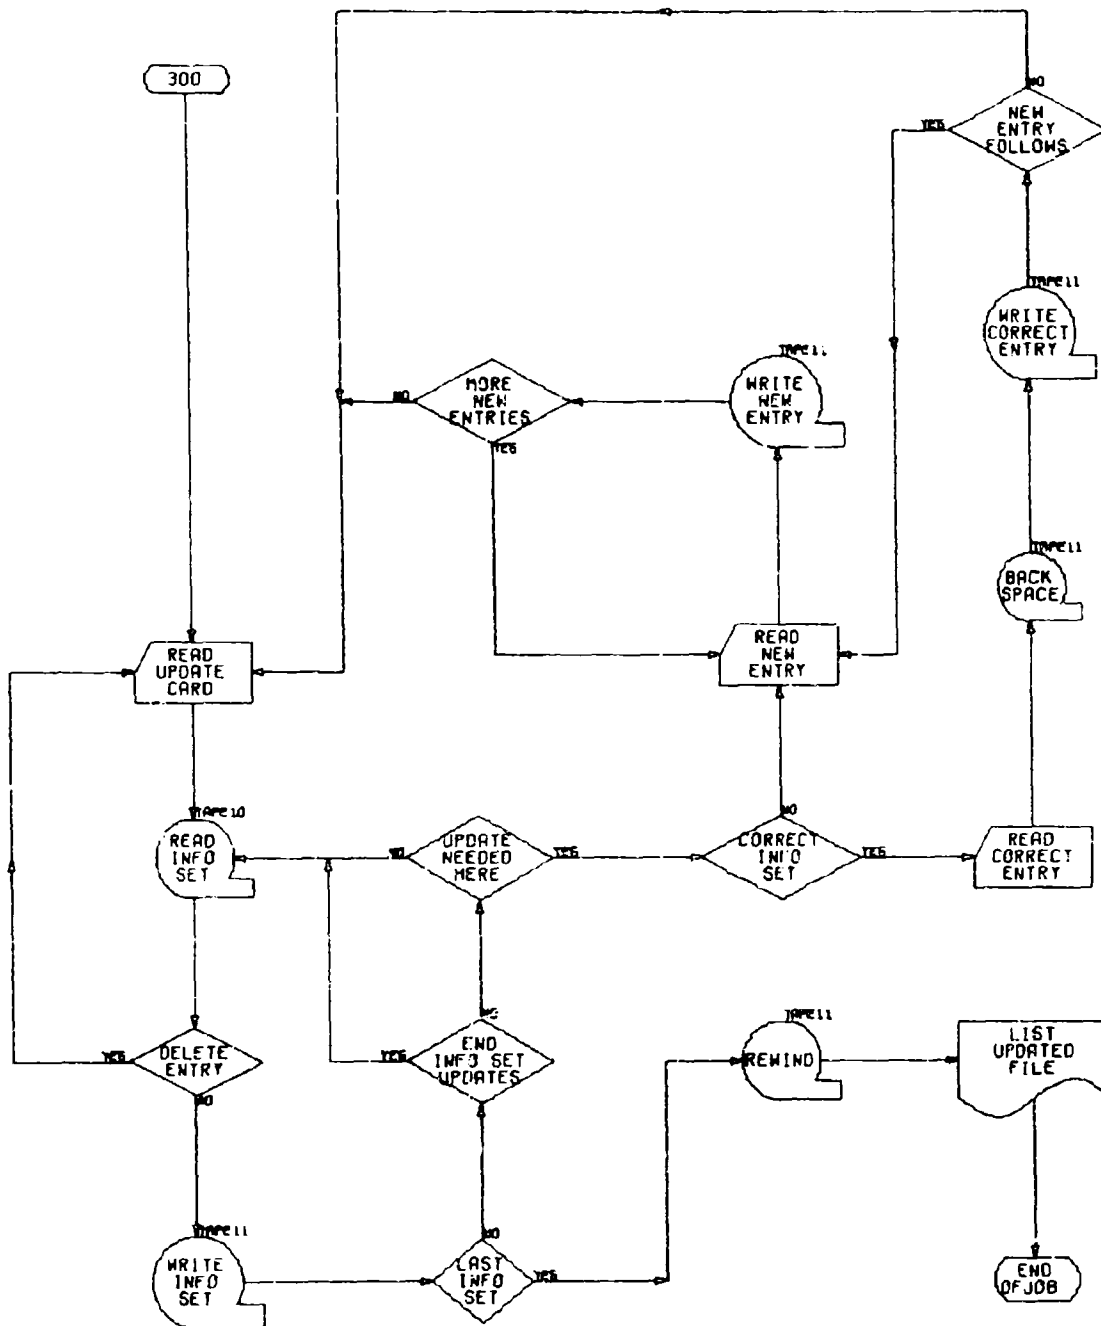 300
NO
NEW
ENTRY
FOLLOWS
YES
TAPE11
WRITE
CORRECT
ENTRY
TAPE11
WRITE
NEW
ENTRY
MORE
NEW
ENTRIES
NO
YES
TAPE11
BACK
SPACE
READ
UPDATE
CARD
READ
NEW
ENTRY
TAPE10
READ
INFO
SET
NO
UPDATE
NEEDED
HERE
YES
NO
CORRECT
INFO
SET
YES
READ
CORRECT
ENTRY
YES
DELETE
ENTRY
NO
NO
YES
END
INFO SET
UPDATES
TAPE11
REWIND
LIST
UPDATED
FILE
TAPE11
WRITE
INFO
SET
NO
LAST
INFO
SET
YES
END
OFJOB